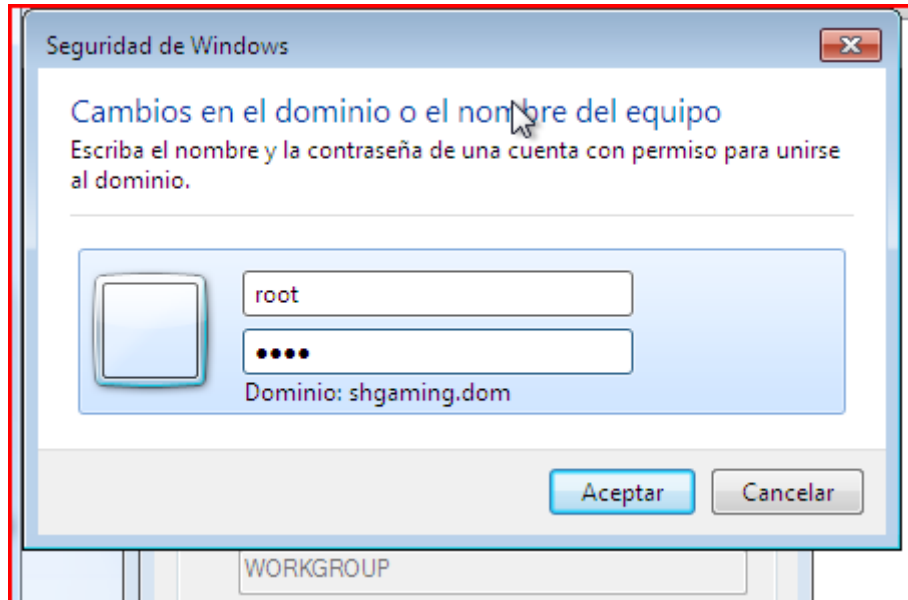 Seguridad de Windows
Cambios en el dominio o el nombre del equipo
Escriba el nombre y la contraseña de una cuenta con permiso para unirse
al dominio.
root
••••
Dominio: shgaming.dom
Aceptar Cancelar
WORKGROUP